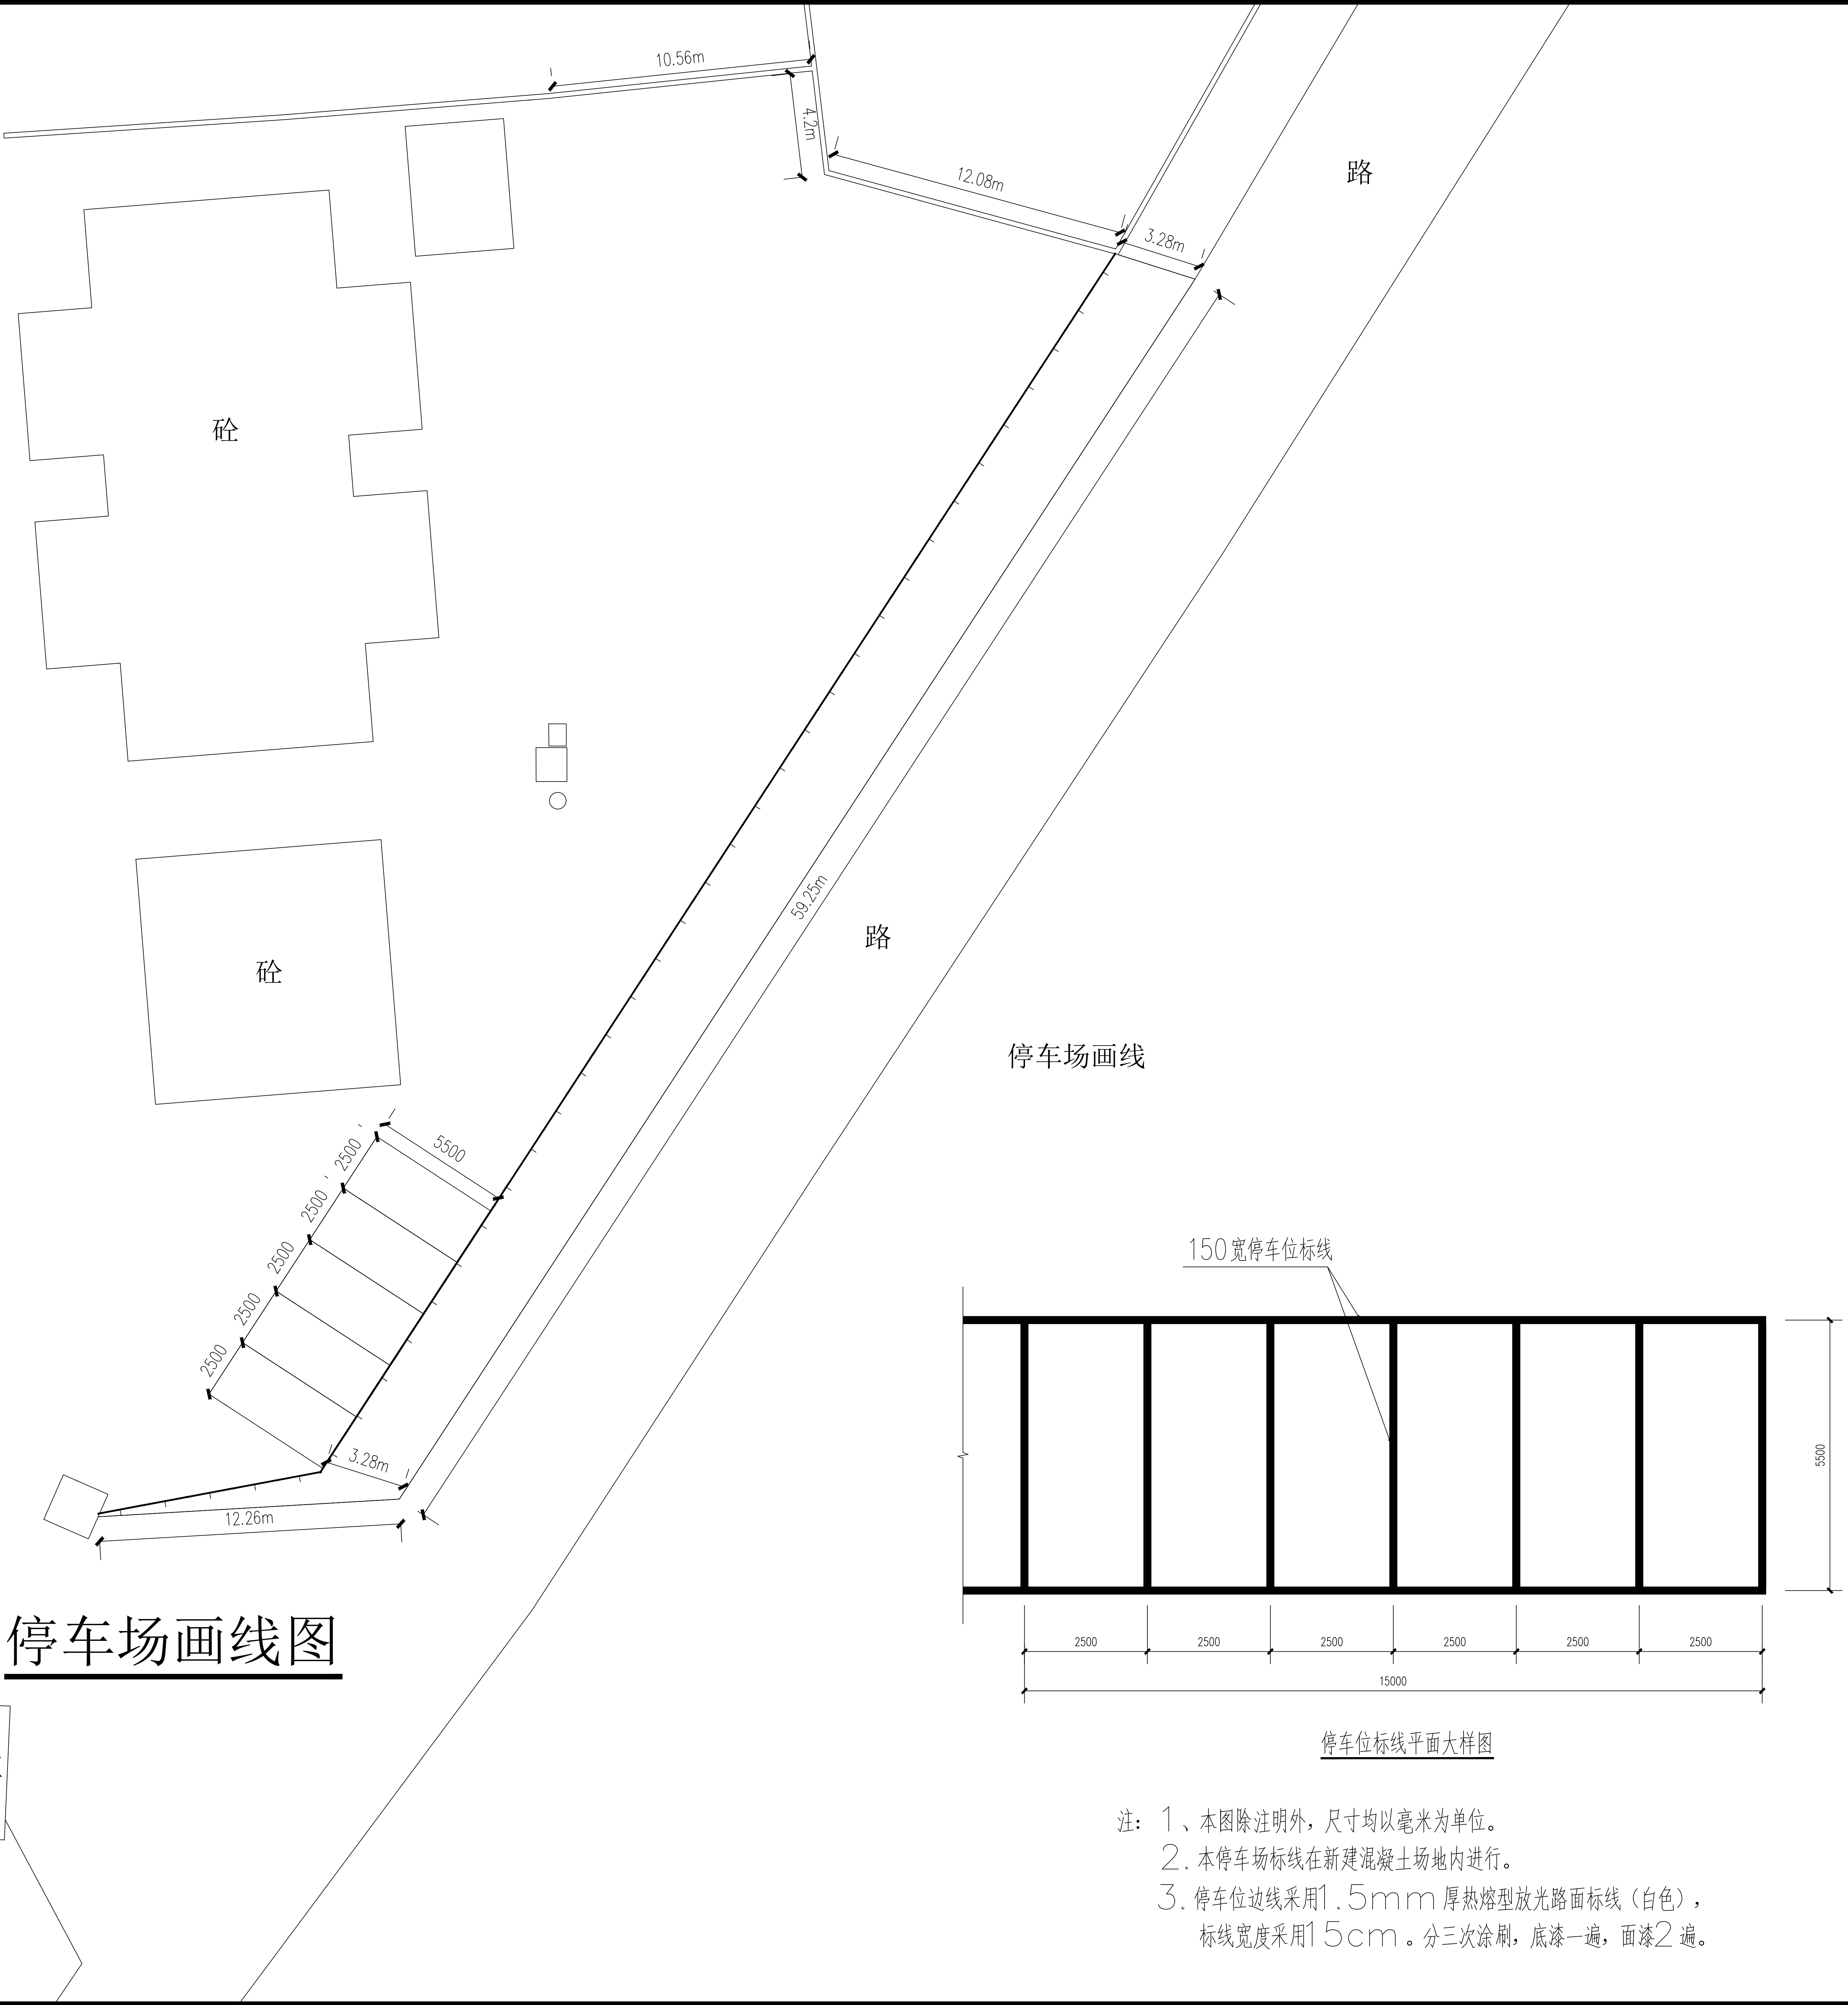 10.56m
4.2m
12.08m
路
3.28m
砼
59.25m
路
砼
停车场画线
5500
2500
2500
2500
2500
2500
150宽停车位标线
3.28m
12.26m
5500
停车场画线图
2500 2500 2500 2500 2500 2500
15000
停车位标线平面大样图
注：1、本图除注明外，尺寸均以毫米为单位。
2.本停车场标线在新建混凝土场地内进行。
3.停车位边线采用1.5mm厚热熔型放光路面标线（白色），
标线宽度采用15cm。分三次涂刷，底漆一遍，面漆2遍。